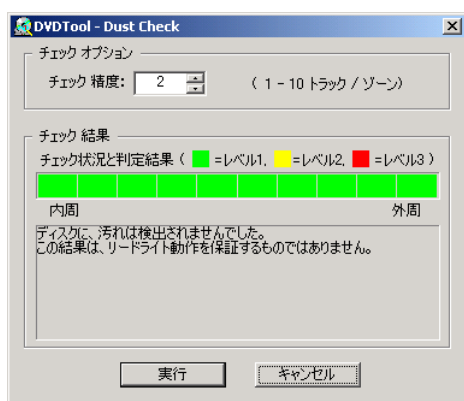 DVDTool - Dust Check
チェック オプション
チェック 精度: 2 ( 1 - 10 トラック / ゾーン)
チェック 結果
チェック状況と判定結果 ( =レベル1, =レベル2, =レベル3 )
内周 外周
ディスクに、汚れは検出されませんでした。
この結果は、リードライト動作を保証するものではありません。
実行 キャンセル